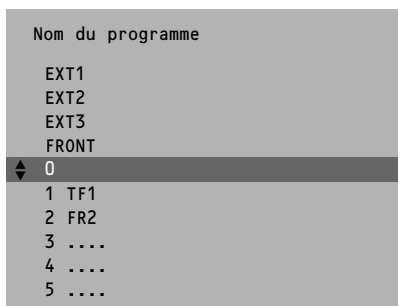 Nom du programme
EXT1
EXT2
EXT3
FRONT
0
1 TF1
2 FR2
3 ....
4 ....
5 ....